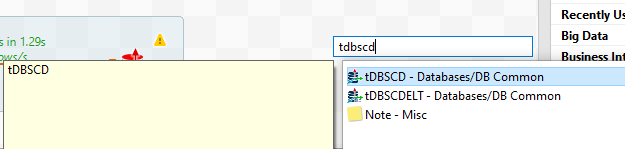 s in 1.29s
ows/s
tdbscd
tDBSCD
tDBSCD - Databases/DB Common
tDBSCDELT - Databases/DB Common
Note - Misc
Recently Us
Big Data
Business Int